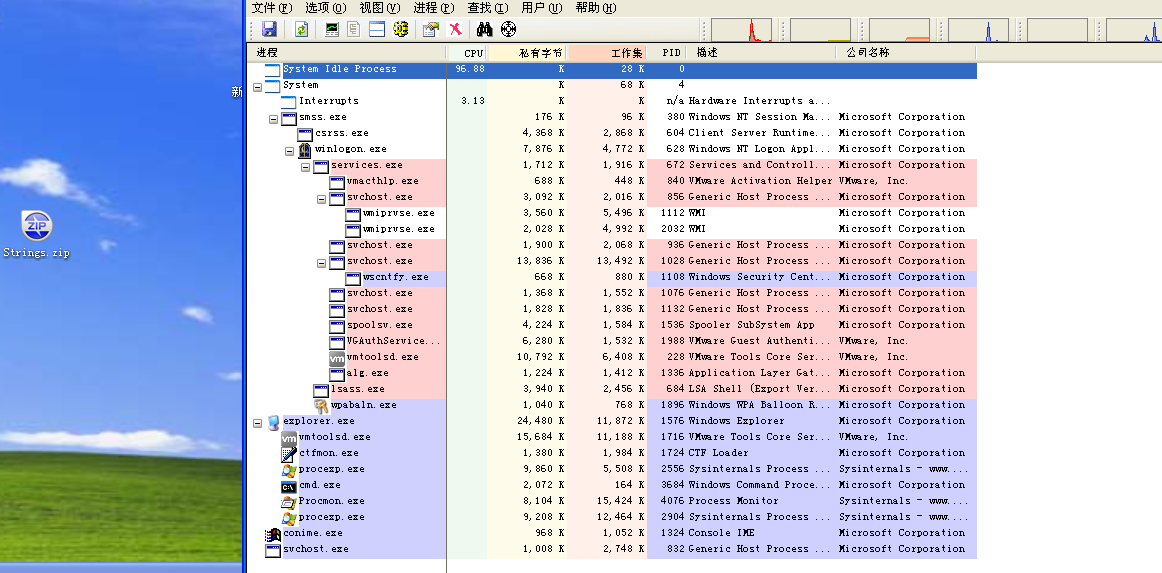 文件(F) 选项(O) 视图(V) 进程(P) 查找(I) 用户(U) 帮助(H)
进程 CPU 私有字节 工作集 PID 描述 公司名称
System Idle Process 96.88 K 28 K 0
System K 68 K 4
新
Interrupts 3.13 K K n/a Hardware Interrupts a...
smss.exe 176 K 96 K 380 Windows NT Session Ma... Microsoft Corporation
csrss.exe 4,368 K 2,868 K 604 Client Server Runtime... Microsoft Corporation
winlogon.exe 7,876 K 4,772 K 628 Windows NT Logon Appl... Microsoft Corporation
services.exe 1,712 K 1,916 K 672 Services and Controll... Microsoft Corporation
vmacthlp.exe 688 K 448 K 840 VMware Activation Helper VMware, Inc.
svchost.exe 3,092 K 2,016 K 856 Generic Host Process ... Microsoft Corporation
wmiprvse.exe 3,560 K 5,496 K 1112 WMI Microsoft Corporation
ZIP
wmiprvse.exe 2,028 K 4,992 K 2032 WMI Microsoft Corporation
svchost.exe 1,900 K 2,068 K 936 Generic Host Process ... Microsoft Corporation
Strings.zip
svchost.exe 13,836 K 13,492 K 1028 Generic Host Process ... Microsoft Corporation
wscntfy.exe 668 K 880 K 1108 Windows Security Cent... Microsoft Corporation
svchost.exe 1,368 K 1,552 K 1076 Generic Host Process ... Microsoft Corporation
svchost.exe 1,828 K 1,836 K 1132 Generic Host Process ... Microsoft Corporation
spoolsv.exe 4,224 K 1,584 K 1536 Spooler SubSystem App Microsoft Corporation
VGAuthService... 6,280 K 1,532 K 1988 VMware Guest Authenti... VMware, Inc.
vm vmtoolsd.exe 10,792 K 6,408 K 228 VMware Tools Core Ser... VMware, Inc.
alg.exe 1,224 K 1,412 K 1336 Application Layer Gat... Microsoft Corporation
lsass.exe 3,940 K 2,456 K 684 LSA Shell (Export Ver... Microsoft Corporation
wpabaln.exe 1,040 K 768 K 1896 Windows WPA Balloon R... Microsoft Corporation
explorer.exe 24,480 K 11,872 K 1576 Windows Explorer Microsoft Corporation
vm vmtoolsd.exe 15,684 K 11,188 K 1716 VMware Tools Core Ser... VMware, Inc.
ctfmon.exe 1,380 K 1,984 K 1724 CTF Loader Microsoft Corporation
procexp.exe 9,860 K 5,508 K 2556 Sysinternals Process ... Sysinternals - www....
cmd.exe 2,072 K 164 K 3684 Windows Command Proce... Microsoft Corporation
Procmon.exe 8,104 K 15,424 K 4076 Process Monitor Sysinternals - www....
procexp.exe 9,208 K 12,464 K 2904 Sysinternals Process ... Sysinternals - www....
conime.exe 968 K 1,052 K 1324 Console IME Microsoft Corporation
svchost.exe 1,008 K 2,748 K 832 Generic Host Process ... Microsoft Corporation